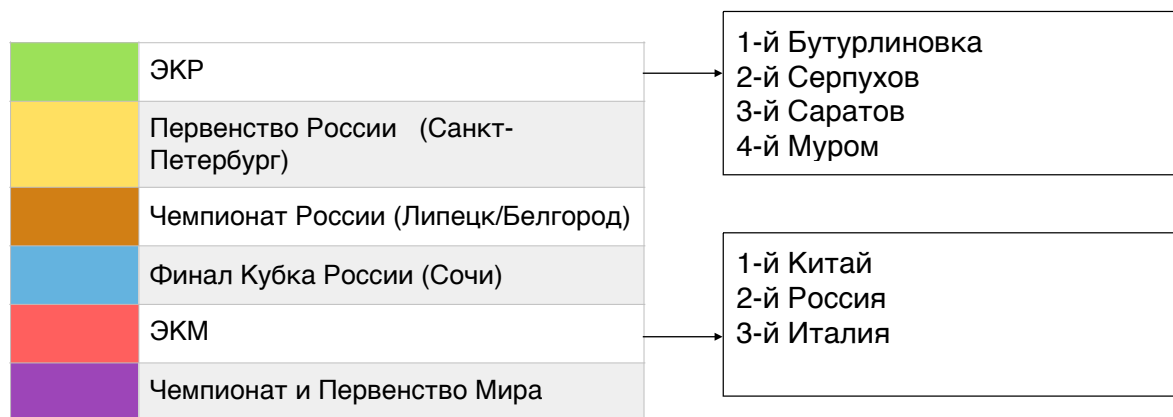 ЭКР
Первенство России (Санкт-
Петербург)
Чемпионат России (Липецк/Белгород)
Финал Кубка России (Сочи)
ЭКМ
Чемпионат и Первенство Мира
1-й Бутурлиновка
2-й Серпухов
3-й Саратов
4-й Муром
1-й Китай
2-й Россия
3-й Италия